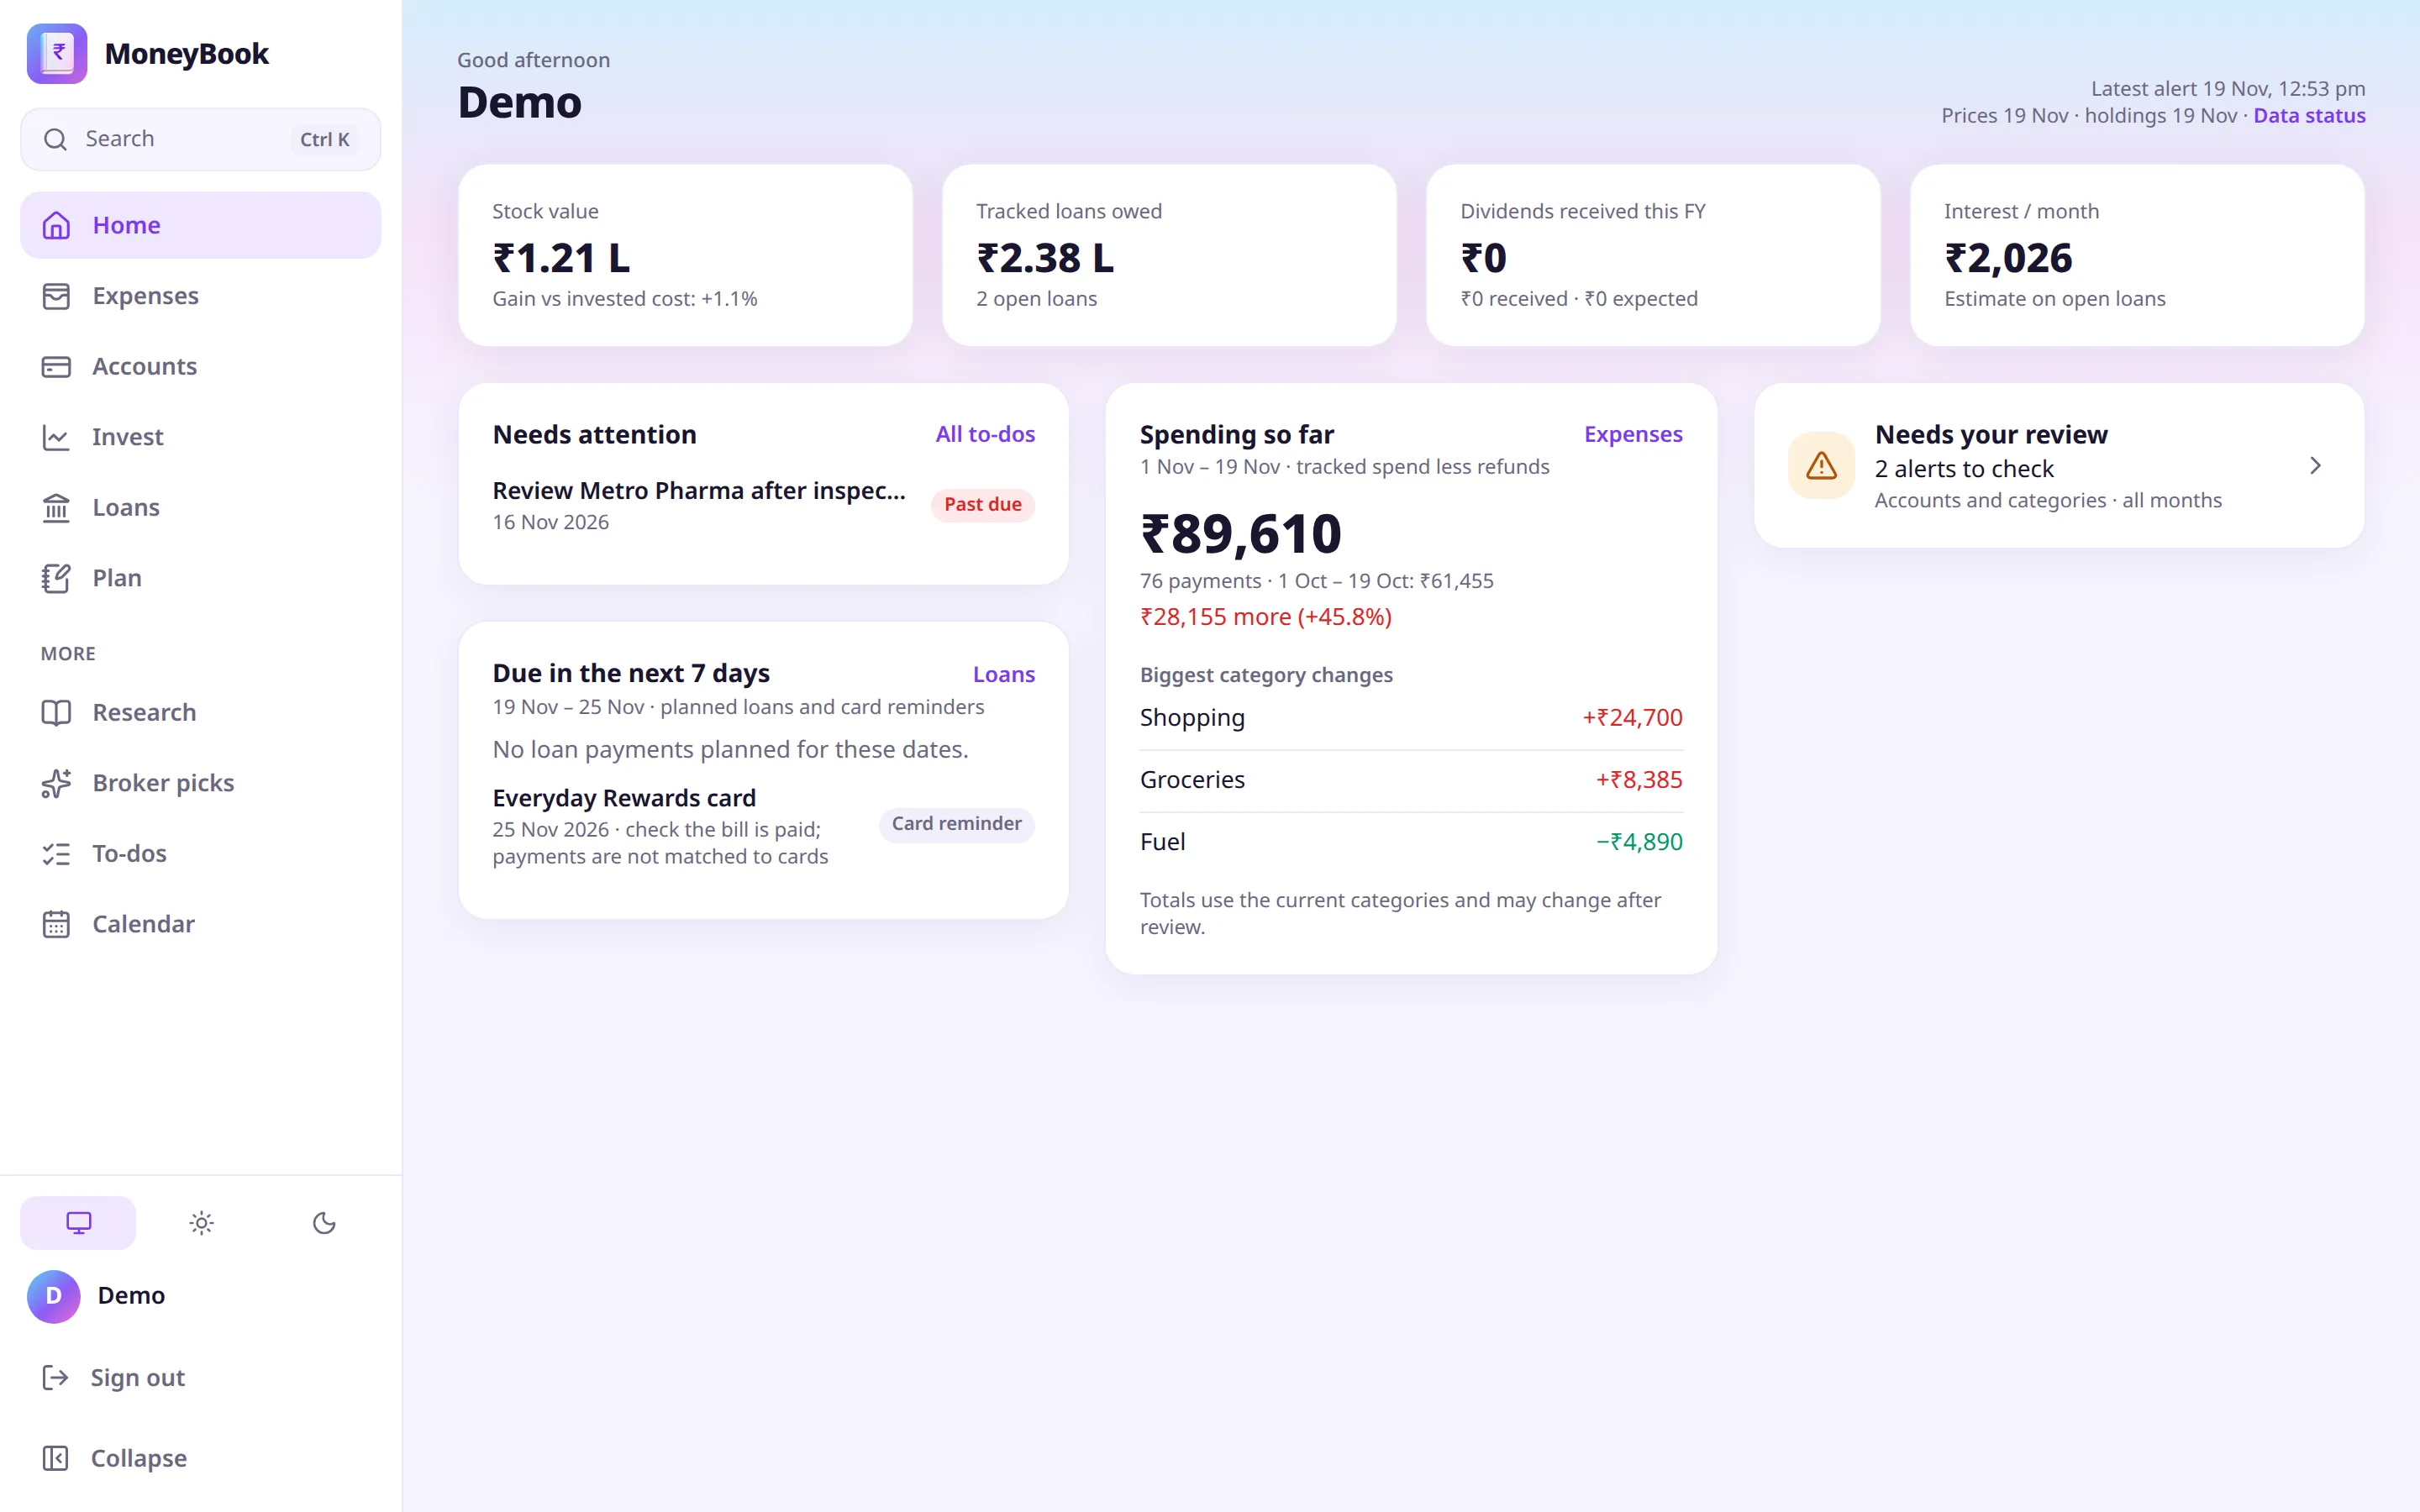 ₹
MoneyBook
Search
Ctrl K
Home
Expenses
Accounts
Invest
Loans
Plan
MORE
Research
Broker picks
To-dos
Calendar
D
Demo
Sign out
Collapse
Good afternoon
Demo
Latest alert 19 Nov, 12:53 pm
Prices 19 Nov · holdings 19 Nov · Data status
Stock value
₹1.21 L
Gain vs invested cost: +1.1%
Tracked loans owed
₹2.38 L
2 open loans
Dividends received this FY
₹0
₹0 received · ₹0 expected
Interest / month
₹2,026
Estimate on open loans
Needs attention
All to-dos
Review Metro Pharma after inspec...
16 Nov 2026
Past due
Due in the next 7 days
Loans
19 Nov – 25 Nov · planned loans and card reminders
No loan payments planned for these dates.
Everyday Rewards card
25 Nov 2026 · check the bill is paid;
payments are not matched to cards
Card reminder
Spending so far
Expenses
1 Nov – 19 Nov · tracked spend less refunds
₹89,610
76 payments · 1 Oct – 19 Oct: ₹61,455
₹28,155 more (+45.8%)
Biggest category changes
Shopping
+₹24,700
Groceries
+₹8,385
Fuel
−₹4,890
Totals use the current categories and may change after
review.
Needs your review
2 alerts to check
Accounts and categories · all months